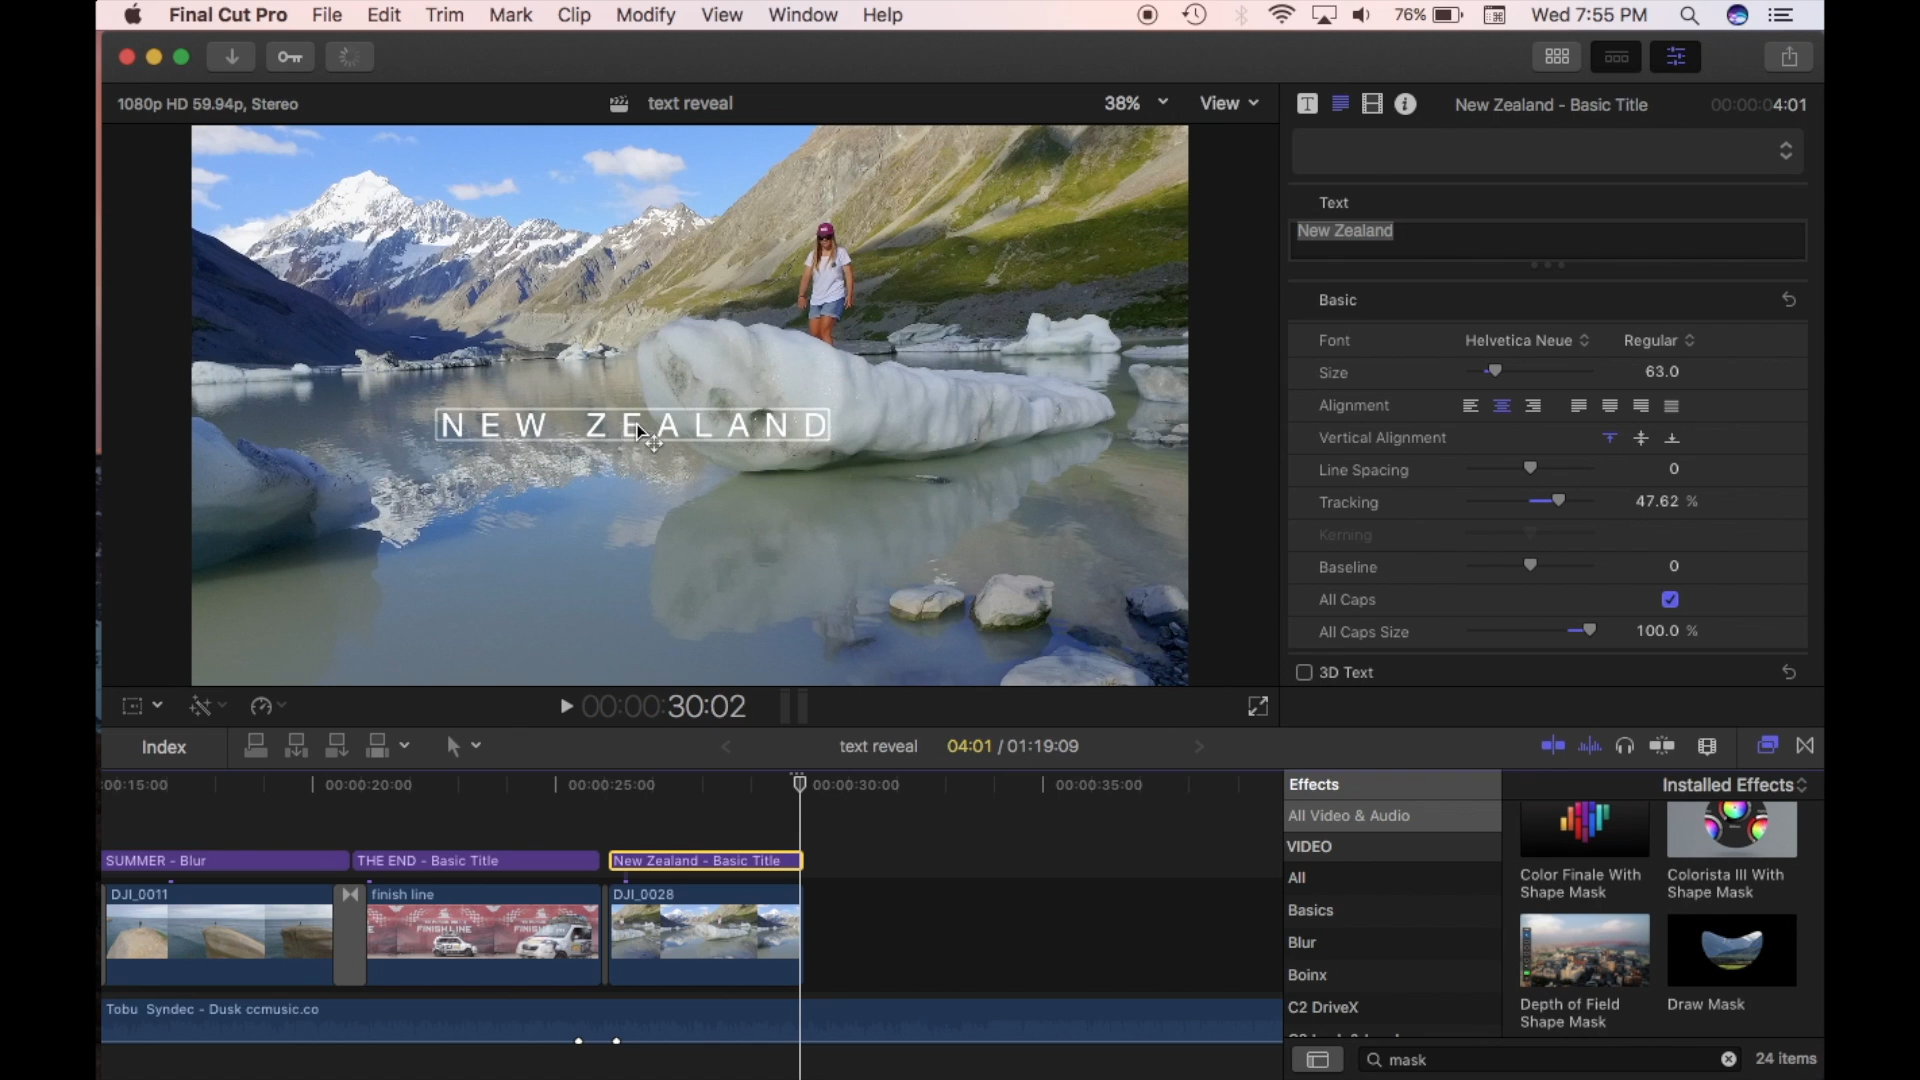 Final Cut Pro File Edit Trim Mark Clip Modify View Window Help 76% Wed 7:55 PM
1080p HD 59.94p, Stereo text reveal 38% View New Zealand - Basic Title 00:00:04:01
Text
New Zealand
Basic
Font Helvetica Neue Regular
Size 63.0
Alignment
NEW ZEALAND
Vertical Alignment
Line Spacing 0
Tracking 47.62 %
Kerning
Baseline 0
All Caps
All Caps Size 100.0 %
3D Text
00:00:30:02
Index text reveal 04:01 / 01:19:09
:00:15:00 00:00:20:00 00:00:25:00 00:00:30:00 00:00:35:00
SUMMER - Blur THE END - Basic Title New Zealand - Basic Title
DJI_0011 finish line DJI_0028
FINISH LINE FINISH
Tobu Syndec - Dusk ccmusic.co
Effects Installed Effects
All Video & Audio
VIDEO
All
Basics
Blur
Boinx
C2 DriveX
Color Finale With
Shape Mask
Colorista III With
Shape Mask
Depth of Field
Shape Mask
Draw Mask
mask 24 items